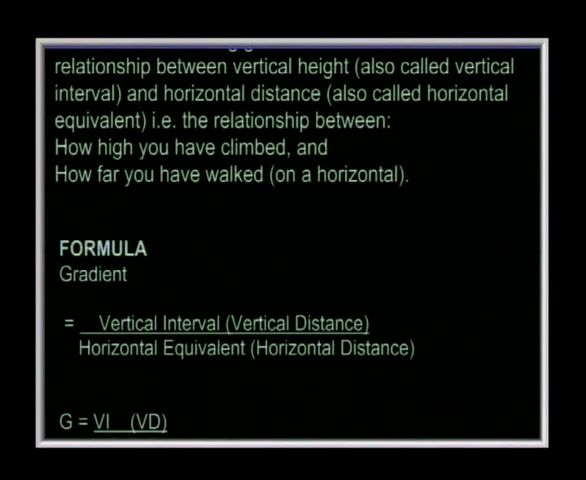 relationship between vertical height (also called vertical
interval) and horizontal distance (also called horizontal
equivalent) i.e. the relationship between:
How high you have climbed, and
How far you have walked (on a horizontal).
FORMULA
Gradient
= Vertical Interval (Vertical Distance)
Horizontal Equivalent (Horizontal Distance)
G = VI (VD)